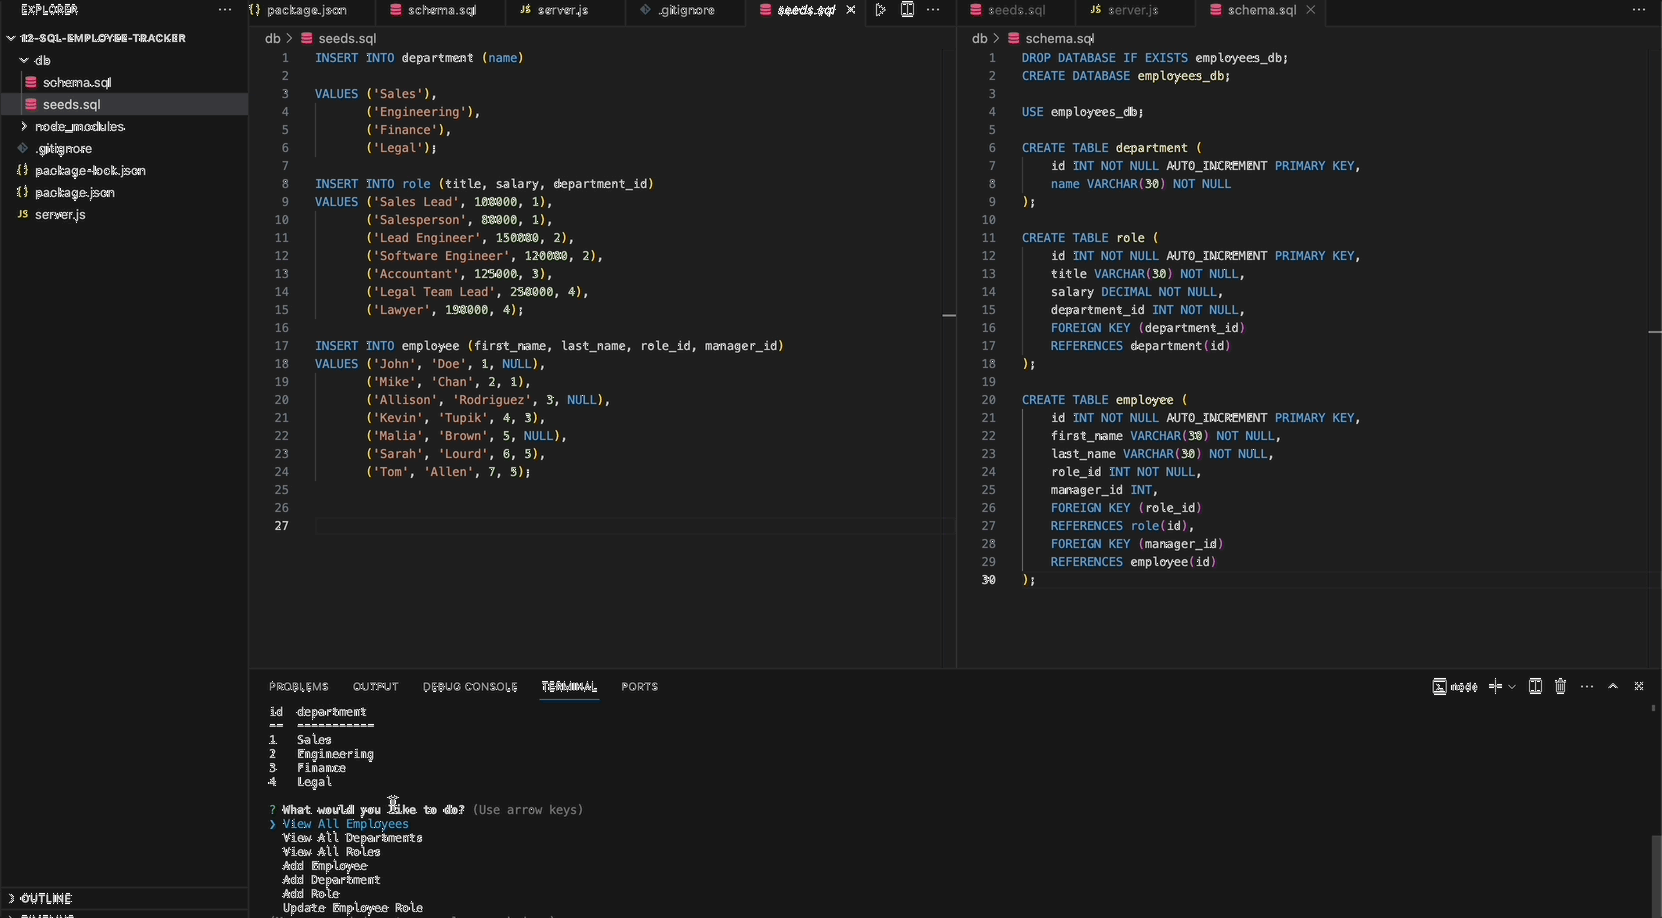 EXPLORER
12-SQL-EMPLOYEE-TRACKER
db
schema.sql
seeds.sql
node_modules
.gitignore
package-lock.json
package.json
server.js
OUTLINE
package.json
schema.sql
server.js
.gitignore
seeds.sql
db > seeds.sql
1 INSERT INTO department (name)
2
3 VALUES ('Sales'),
4 ('Engineering'),
5 ('Finance'),
6 ('Legal');
7
8 INSERT INTO role (title, salary, department_id)
9 VALUES ('Sales Lead', 100000, 1),
10 ('Salesperson', 80000, 1),
11 ('Lead Engineer', 150000, 2),
12 ('Software Engineer', 120000, 2),
13 ('Accountant', 125000, 3),
14 ('Legal Team Lead', 250000, 4),
15 ('Lawyer', 190000, 4);
16
17 INSERT INTO employee (first_name, last_name, role_id, manager_id)
18 VALUES ('John', 'Doe', 1, NULL),
19 ('Mike', 'Chan', 2, 1),
20 ('Allison', 'Rodriguez', 3, NULL),
21 ('Kevin', 'Tupik', 4, 3),
22 ('Malia', 'Brown', 5, NULL),
23 ('Sarah', 'Lourd', 6, 5),
24 ('Tom', 'Allen', 7, 5);
25
26
27
seeds.sql
server.js
schema.sql
db > schema.sql
1 DROP DATABASE IF EXISTS employees_db;
2 CREATE DATABASE employees_db;
3
4 USE employees_db;
5
6 CREATE TABLE department (
7 id INT NOT NULL AUTO_INCREMENT PRIMARY KEY,
8 name VARCHAR(30) NOT NULL
9 );
10
11 CREATE TABLE role (
12 id INT NOT NULL AUTO_INCREMENT PRIMARY KEY,
13 title VARCHAR(30) NOT NULL,
14 salary DECIMAL NOT NULL,
15 department_id INT NOT NULL,
16 FOREIGN KEY (department_id)
17 REFERENCES department(id)
18 );
19
20 CREATE TABLE employee (
21 id INT NOT NULL AUTO_INCREMENT PRIMARY KEY,
22 first_name VARCHAR(30) NOT NULL,
23 last_name VARCHAR(30) NOT NULL,
24 role_id INT NOT NULL,
25 manager_id INT,
26 FOREIGN KEY (role_id)
27 REFERENCES role(id),
28 FOREIGN KEY (manager_id)
29 REFERENCES employee(id)
30 );
PROBLEMS OUTPUT DEBUG CONSOLE TERMINAL PORTS
node
id department
-- -----------
1 Sales
2 Engineering
3 Finance
4 Legal
? What would you like to do? (Use arrow keys)
❯ View All Employees
View All Departments
View All Roles
Add Employee
Add Department
Add Role
Update Employee Role